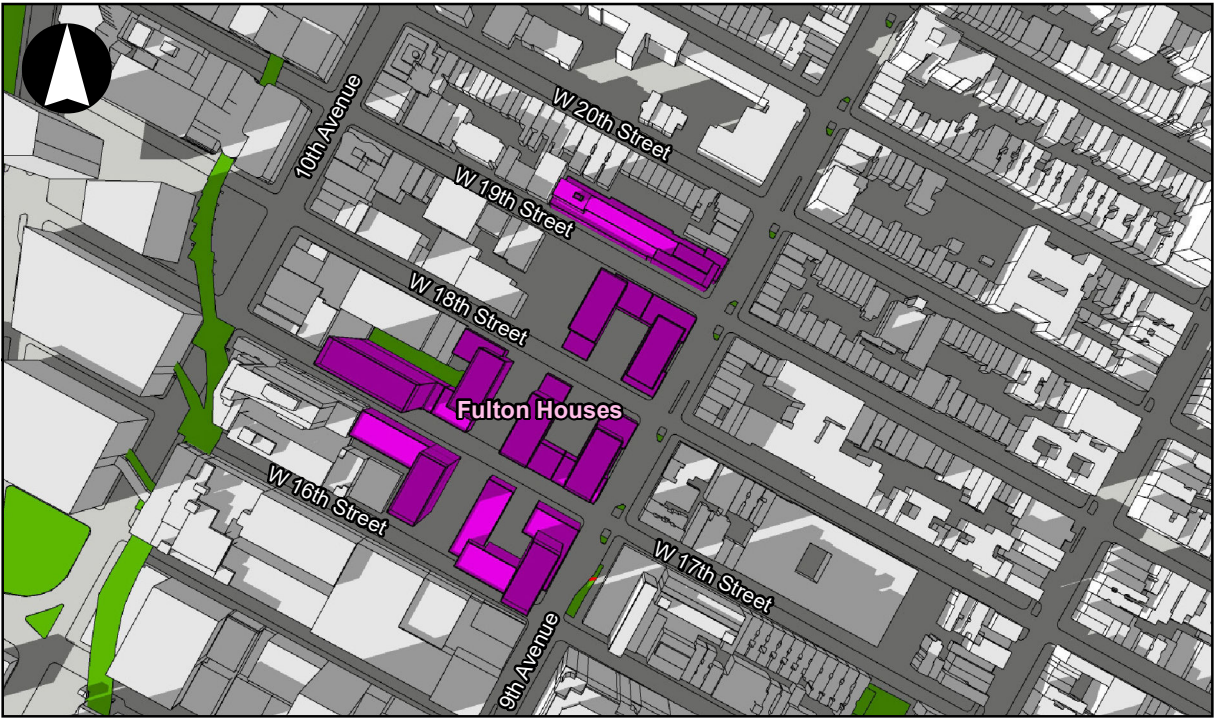 10th Avenue
W 20th Street
W 19th Street
W 18th Street
Fulton Houses
W 16th Street
W 17th Street
9th Avenue